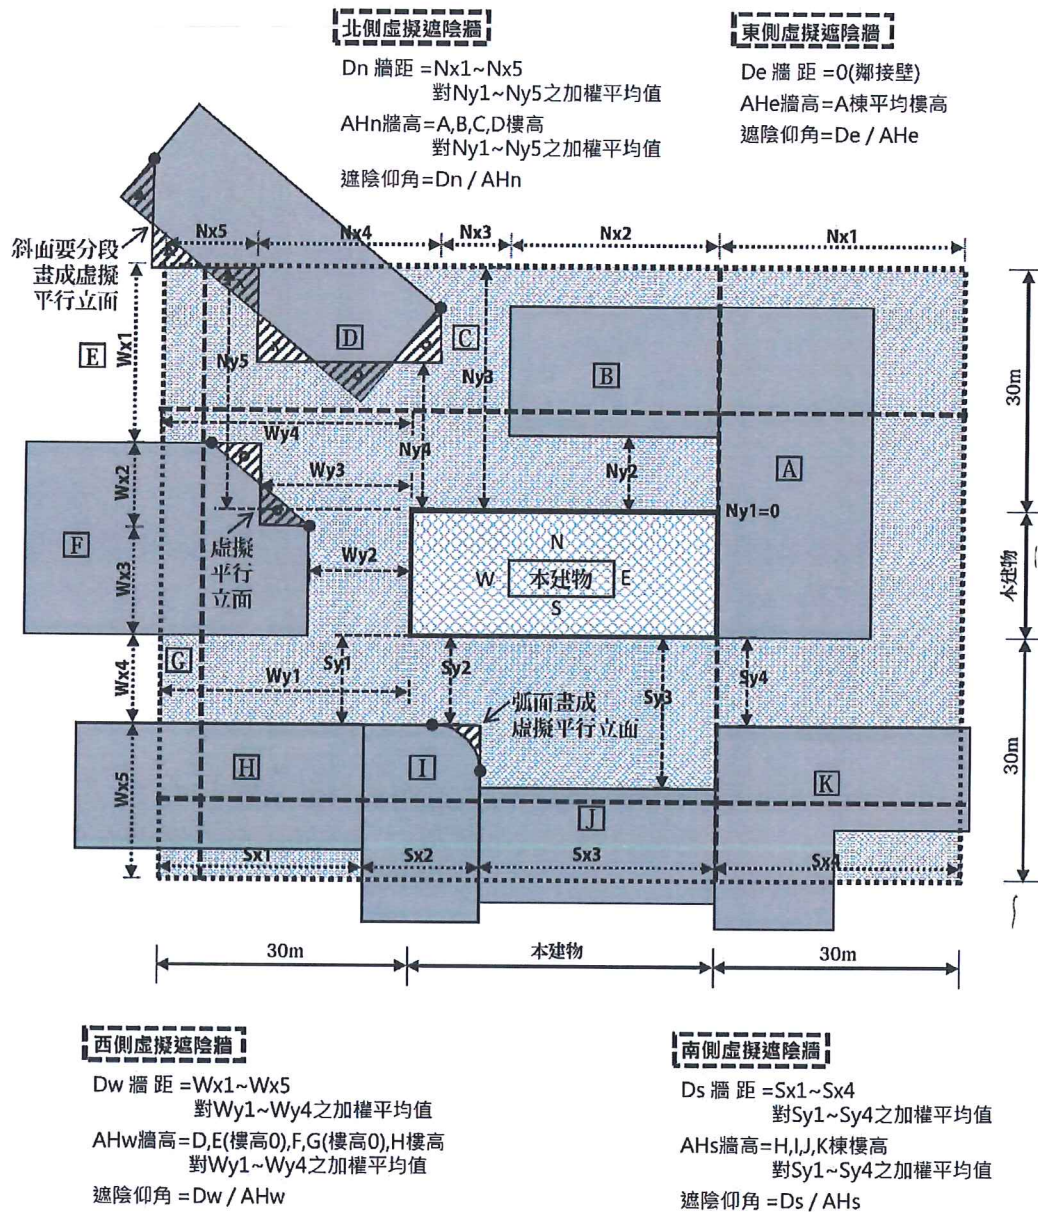 北側虛擬遮陰牆
Dn 牆距 =Nx1~Nx5
對Ny1~Ny5之加權平均值
AHn牆高=A,B,C,D樓高
對Ny1~Ny5之加權平均值
遮陰仰角=Dn / AHn
東側虛擬遮陰牆
De 牆 距 =0(鄰接壁)
AHe牆高=A棟平均樓高
遮陰仰角=De / AHe
斜面要分段
畫成虛擬
平行立面
Nx5
Nx4
Nx3
Nx2
Nx1
E
Wx1
D
C
B
A
Ny5
Ny3
Ny4
Ny2
Ny1=0
30m
Wy4
Wy3
Wx2
F
虛擬
平行
立面
Wy2
Wx3
N
W
本建物
E
S
本建物
G
Wx4
Wy1
Sy1
Sy2
Sy3
Sy4
弧面畫成
虛擬平行立面
30m
H
I
J
K
Wx5
Sx1
Sx2
Sx3
Sx4
30m
本建物
30m
西側虛擬遮陰牆
Dw 牆 距 =Wx1~Wx5
對Wy1~Wy4之加權平均值
AHw牆高=D,E(樓高0),F,G(樓高0),H樓高
對Wy1~Wy4之加權平均值
遮陰仰角 =Dw / AHw
南側虛擬遮陰牆
Ds 牆 距 =Sx1~Sx4
對Sy1~Sy4之加權平均值
AHs牆高=H,I,J,K棟樓高
對Sy1~Sy4之加權平均值
遮陰仰角 =Ds / AHs